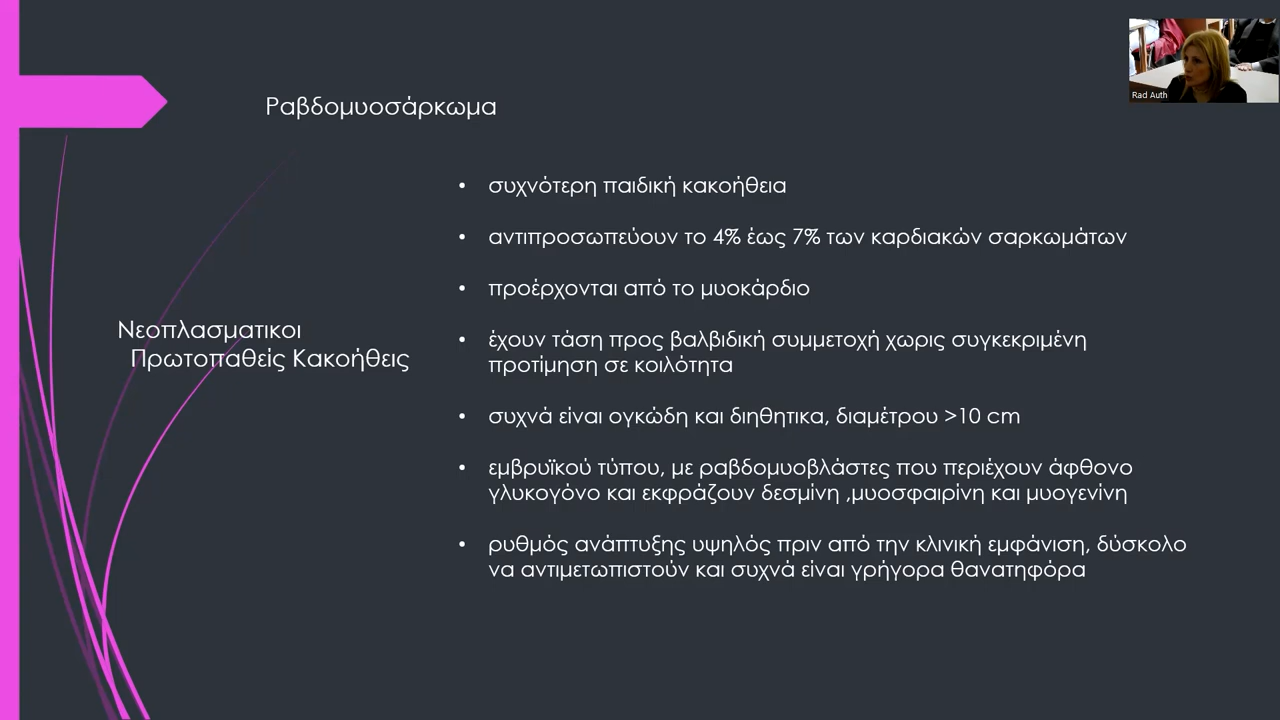 Rad Auth
Ραβδομυοσάρκωμα
Νεοπλασματικοι
Πρωτοπαθείς Κακοήθεις
• συχνότερη παιδική κακοήθεια
• αντιπροσωπεύουν το 4% έως 7% των καρδιακών σαρκωμάτων
• προέρχονται από το μυοκάρδιο
• έχουν τάση προς βαλβιδική συμμετοχή χωρις συγκεκριμένη
προτίμηση σε κοιλότητα
• συχνά είναι ογκώδη και διηθητικα, διαμέτρου >10 cm
• εμβρυϊκού τύπου, με ραβδομυοβλάστες που περιέχουν άφθονο
γλυκογόνο και εκφράζουν δεσμίνη ,μυοσφαιρίνη και μυογενίνη
• ρυθμός ανάπτυξης υψηλός πριν από την κλινική εμφάνιση, δύσκολο
να αντιμετωπιστούν και συχνά είναι γρήγορα θανατηφόρα